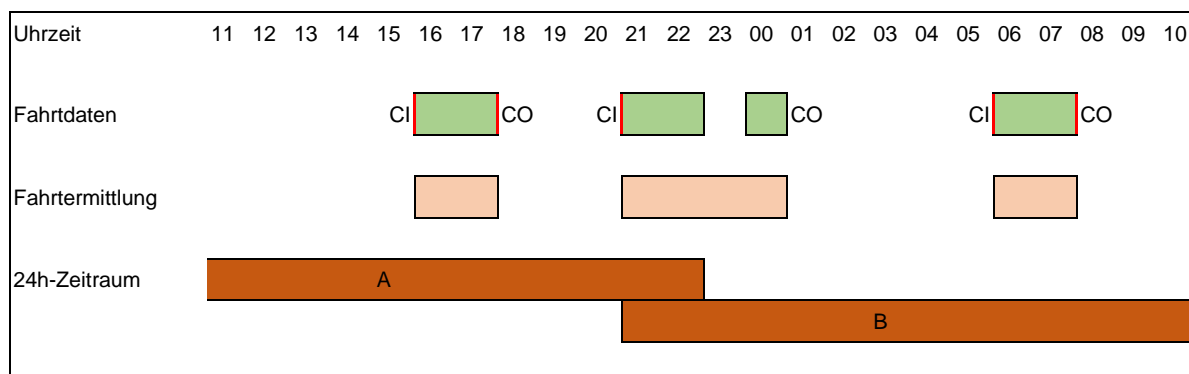 Uhrzeit 11 12 13 14 15 16 17 18 19 20 21 22 23 00 01 02 03 04 05 06 07 08 09 10
Fahrtdaten CI CO CI CO CI CO
Fahrtermittlung
24h-Zeitraum A
B